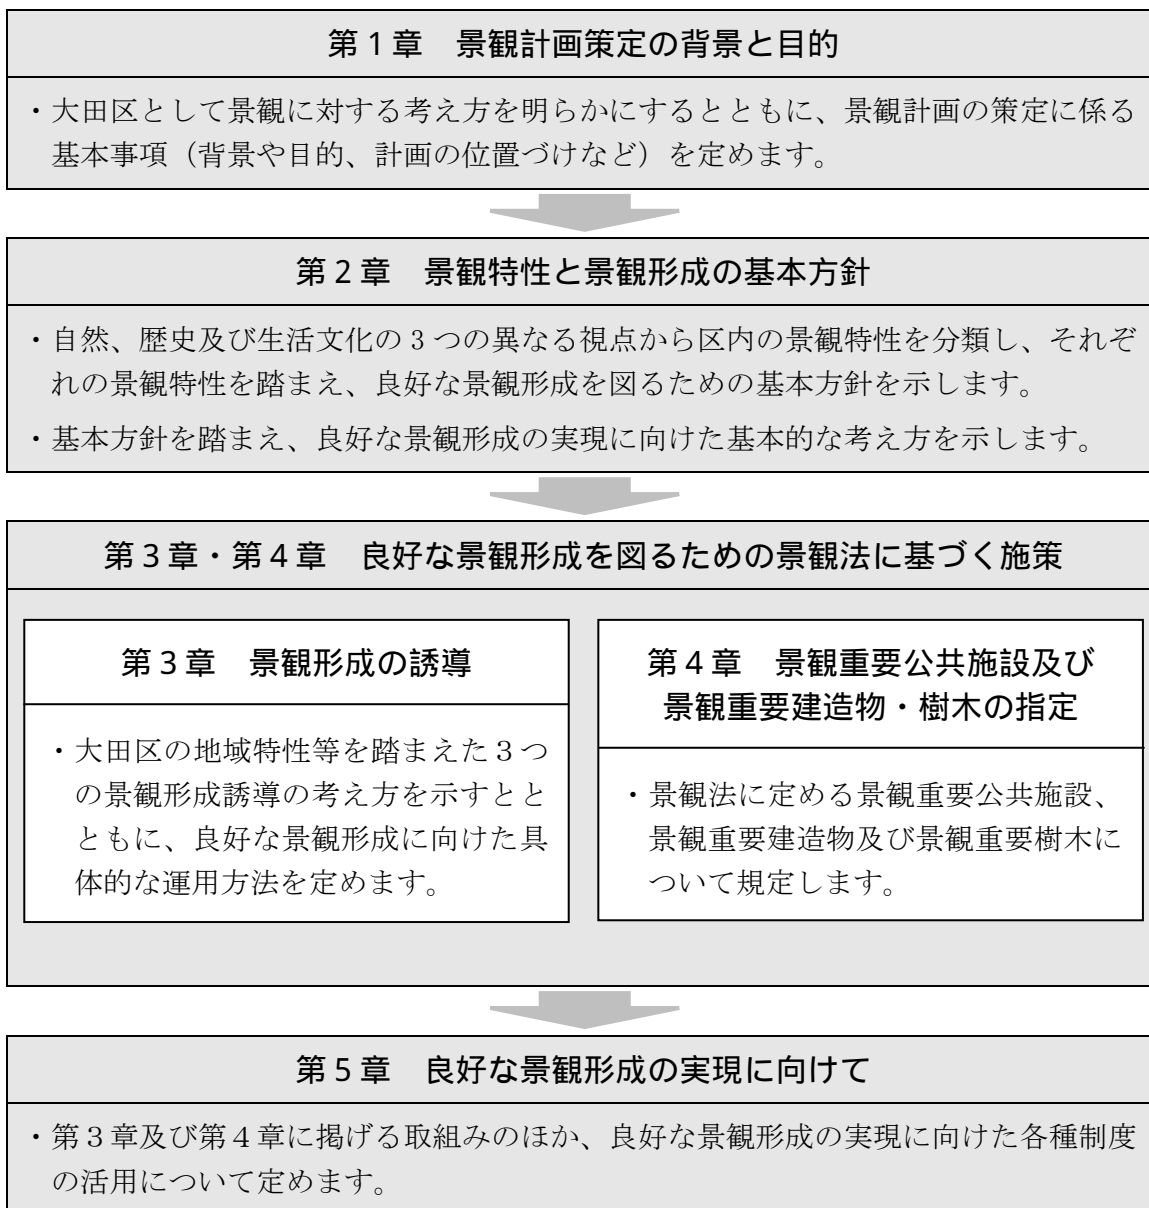 第1章　景観計画策定の背景と目的
・大田区として景観に対する考え方を明らかにするとともに、景観計画の策定に係る
基本事項（背景や目的、計画の位置づけなど）を定めます。
第2章　景観特性と景観形成の基本方針
・自然、歴史及び生活文化の3つの異なる視点から区内の景観特性を分類し、それぞ
れの景観特性を踏まえ、良好な景観形成を図るための基本方針を示します。
・基本方針を踏まえ、良好な景観形成の実現に向けた基本的な考え方を示します。
第3章・第4章　良好な景観形成を図るための景観法に基づく施策
第3章　景観形成の誘導
・大田区の地域特性等を踏まえた３つ
の景観形成誘導の考え方を示すとと
ともに、良好な景観形成に向けた具
体的な運用方法を定めます。
第4章　景観重要公共施設及び
景観重要建造物・樹木の指定
・景観法に定める景観重要公共施設、
景観重要建造物及び景観重要樹木に
ついて規定します。
第5章　良好な景観形成の実現に向けて
・第３章及び第４章に掲げる取組みのほか、良好な景観形成の実現に向けた各種制度
の活用について定めます。